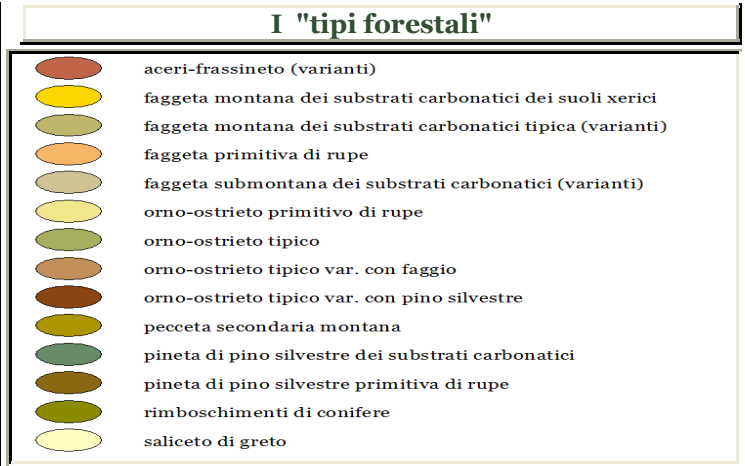 I "tipi forestali"
aceri-frassineto (varianti)
faggeta montana dei substrati carbonatici dei suoli xerici
faggeta montana dei substrati carbonatici tipica (varianti)
faggeta primitiva di rupe
faggeta submontana dei substrati carbonatici (varianti)
orno-ostrieto primitivo di rupe
orno-ostrieto tipico
orno-ostrieto tipico var. con faggio
orno-ostrieto tipico var. con pino silvestre
pecceta secondaria montana
pineta di pino silvestre dei substrati carbonatici
pineta di pino silvestre primitiva di rupe
rimboschimenti di conifere
saliceto di greto